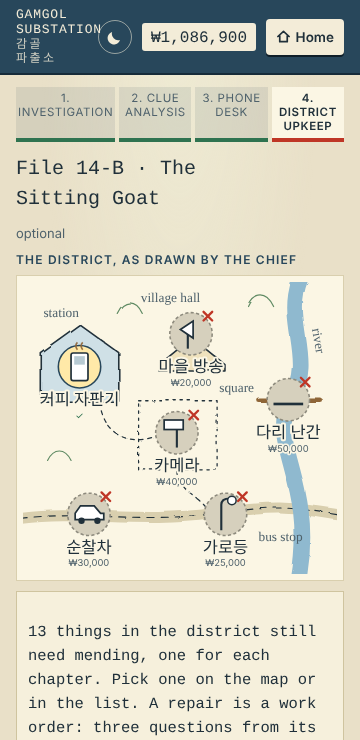 GAMGOL
SUBSTATION
감골
파출소
₩1,086,900
Home
1. INVESTIGATION
2. CLUE ANALYSIS
3. PHONE DESK
4. DISTRICT UPKEEP
File 14-B · The
Sitting Goat
optional
THE DISTRICT, AS DRAWN BY THE CHIEF
village hall
station
river
마을 방송
₩20,000
커피 자판기
square
다리 난간
₩50,000
카메라
₩40,000
bus stop
순찰차
₩30,000
가로등
₩25,000
13 things in the district still
need mending, one for each
chapter. Pick one on the map or
in the list. A repair is a work
order: three questions from its